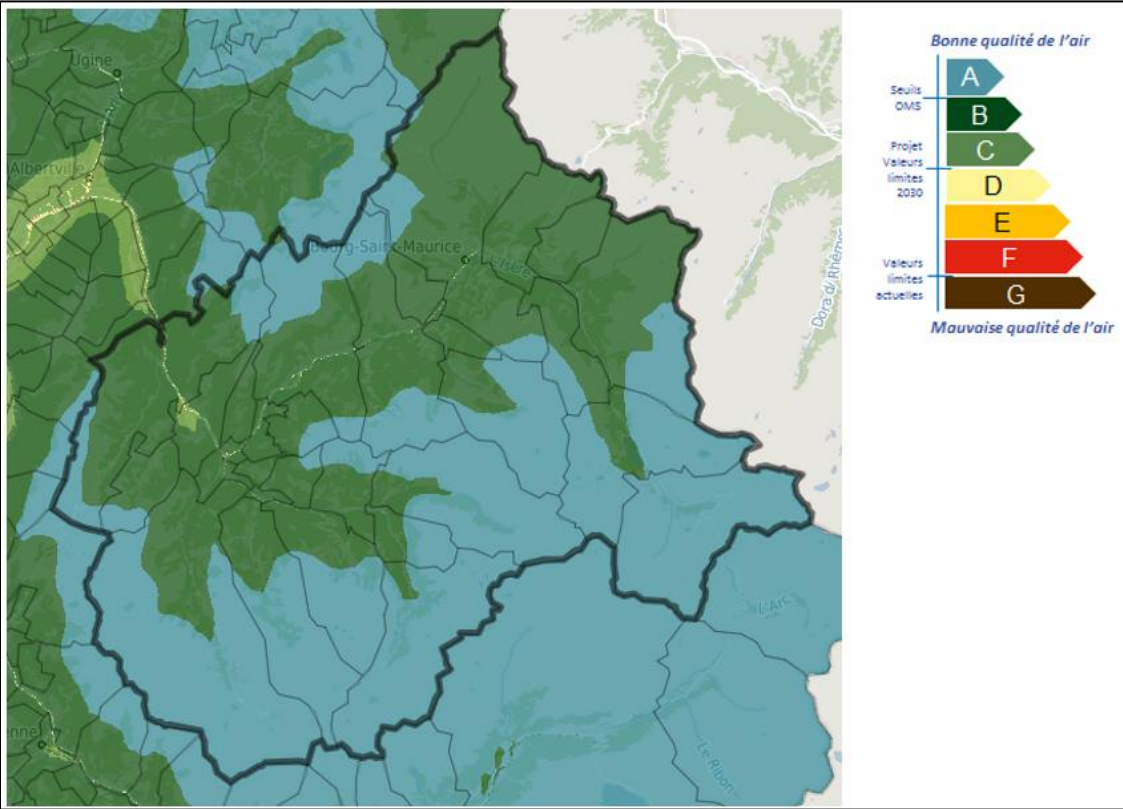 Ugine
Albertville
Bourg-Saint-Maurice
L'Isère
Dora di Rhêmes
L'Arc
Le Ribon
enne
Bonne qualité de l'air
A
Seuils
OMS
B
Projet
Valeurs
limites
2030
C
D
E
F
Valeurs
limites
actuelles
G
Mauvaise qualité de l'air